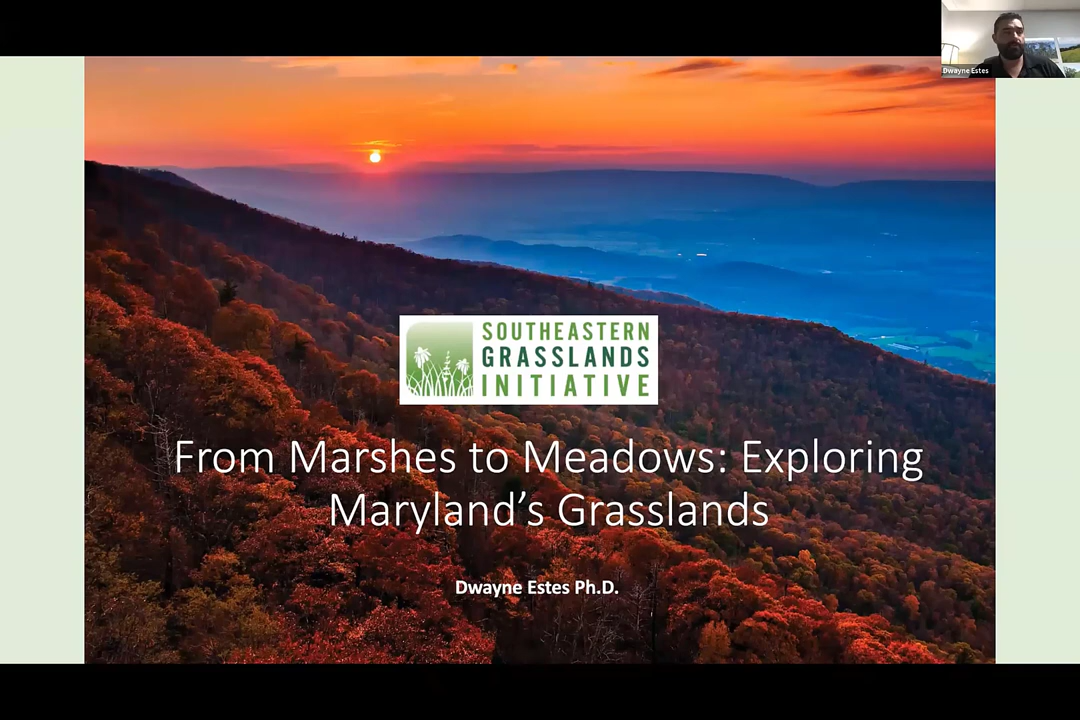 Dwayne Estes
SOUTHEASTERN
GRASSLANDS
INITIATIVE
From Marshes to Meadows: Exploring
Maryland's Grasslands
Dwayne Estes Ph.D.